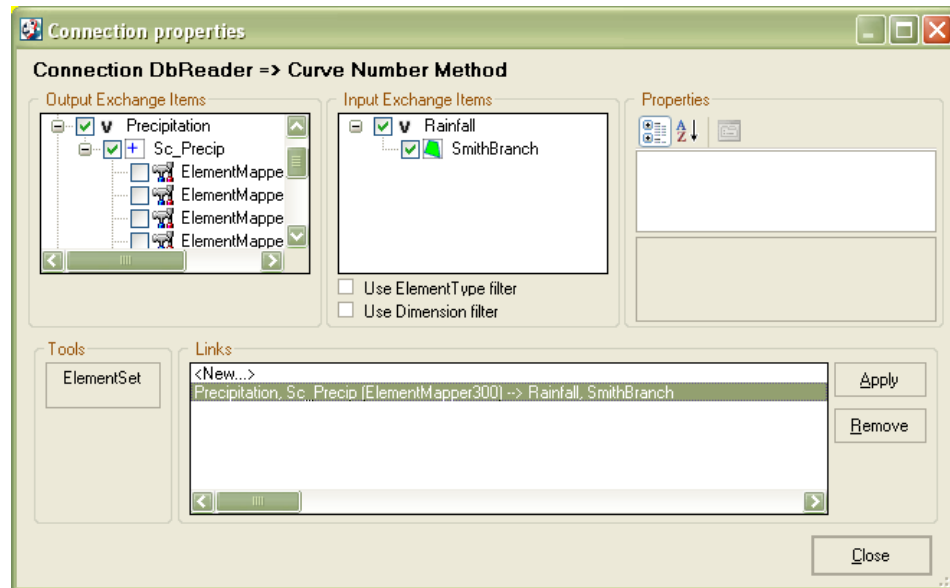 Connection properties
Connection DbReader => Curve Number Method
Output Exchange Items
Precipitation
Sc_Precip
ElementMappe
ElementMappe
ElementMappe
ElementMappe
Input Exchange Items
Rainfall
SmithBranch
Use ElementType filter
Use Dimension filter
Properties
Tools
ElementSet
Links
<New...>
Precipitation, Sc_Precip (ElementMapper300) --> Rainfall, SmithBranch
Apply
Remove
Close